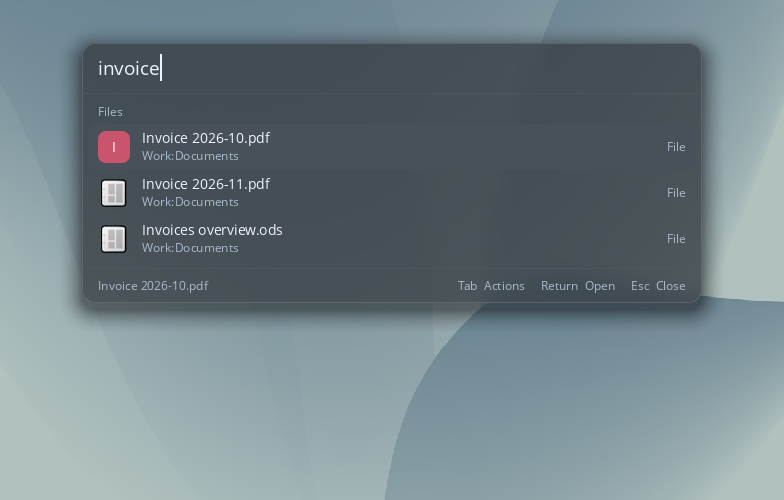 invoice
Files
I
Invoice 2026-10.pdf
Work:Documents
File
Invoice 2026-11.pdf
Work:Documents
File
Invoices overview.ods
Work:Documents
File
Invoice 2026-10.pdf
Tab Actions Return Open Esc Close